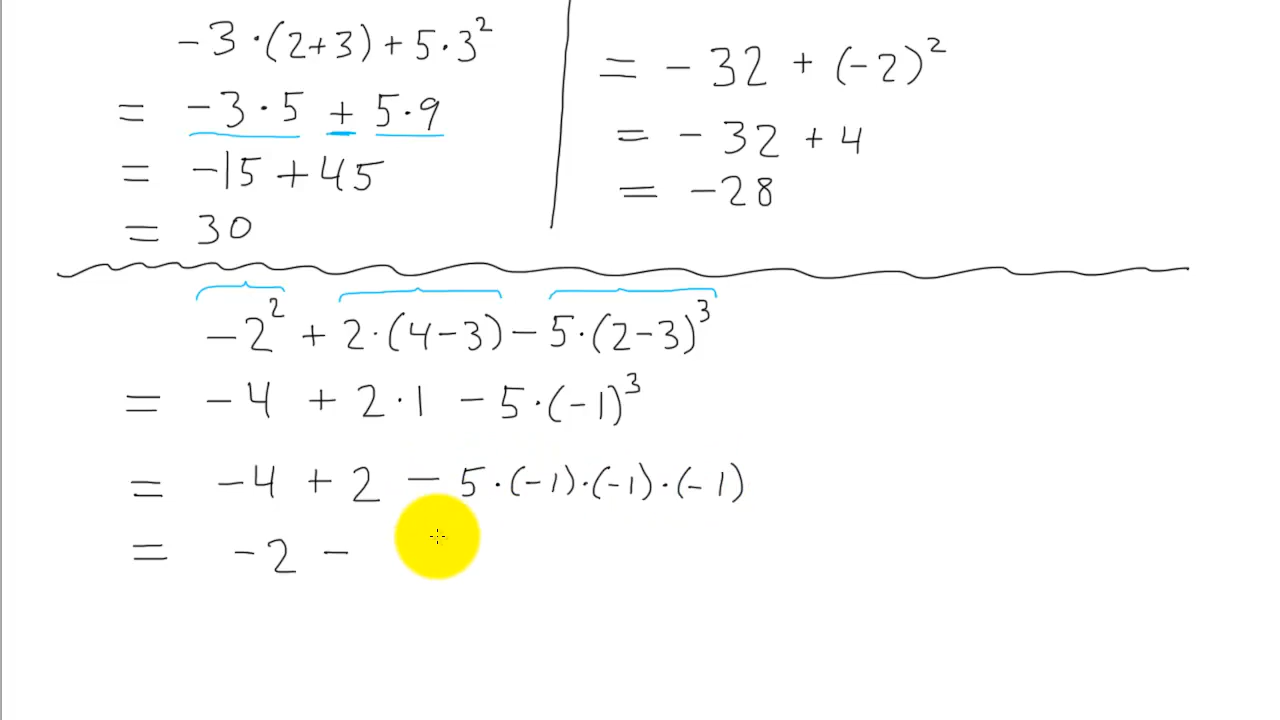 -3·(2+3)+5·3²
= -3·5 + 5·9
= -15+45
= 30
= -32 + (-2)²
= -32 + 4
= -28
-2² + 2·(4-3) - 5·(2-3)³
= -4 + 2·1 - 5·(-1)³
= -4 + 2 - 5·(-1)·(-1)·(-1)
= -2 -